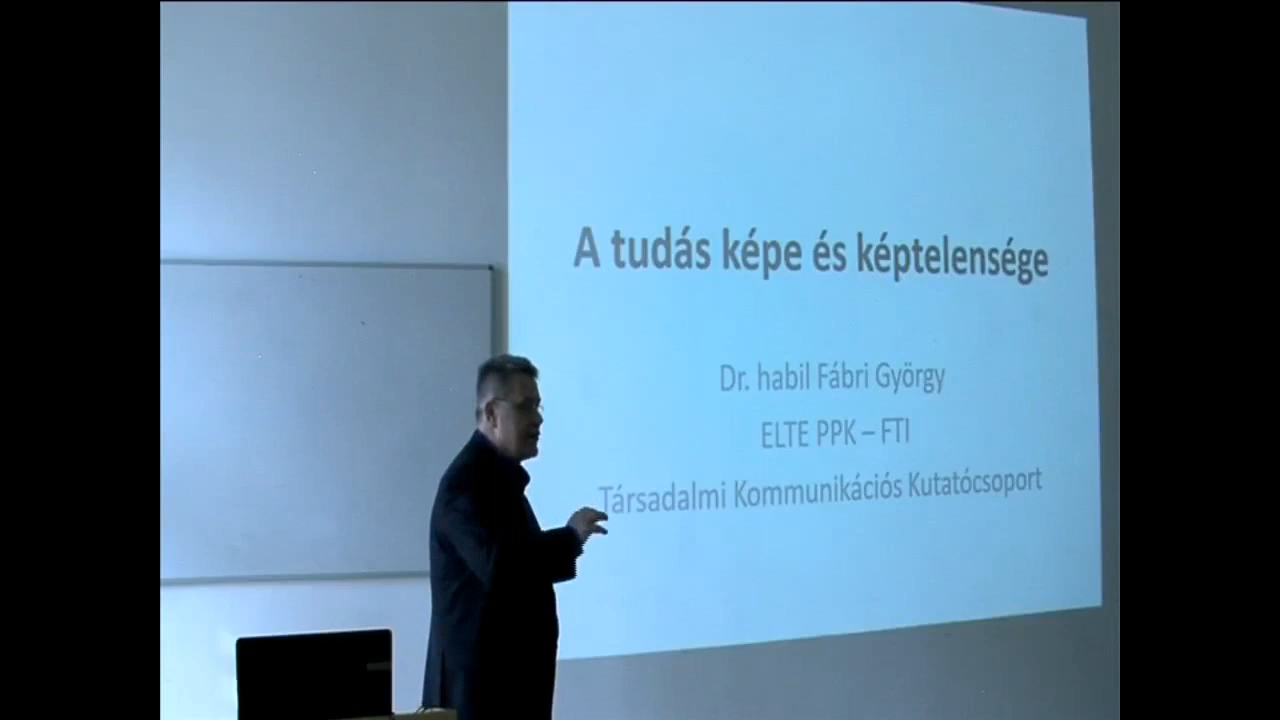 A tudás képe és képtelensége
Dr. habil Fábri György
ELTE PPK – FTI
Társadalmi Kommunikációs Kutatócsoport